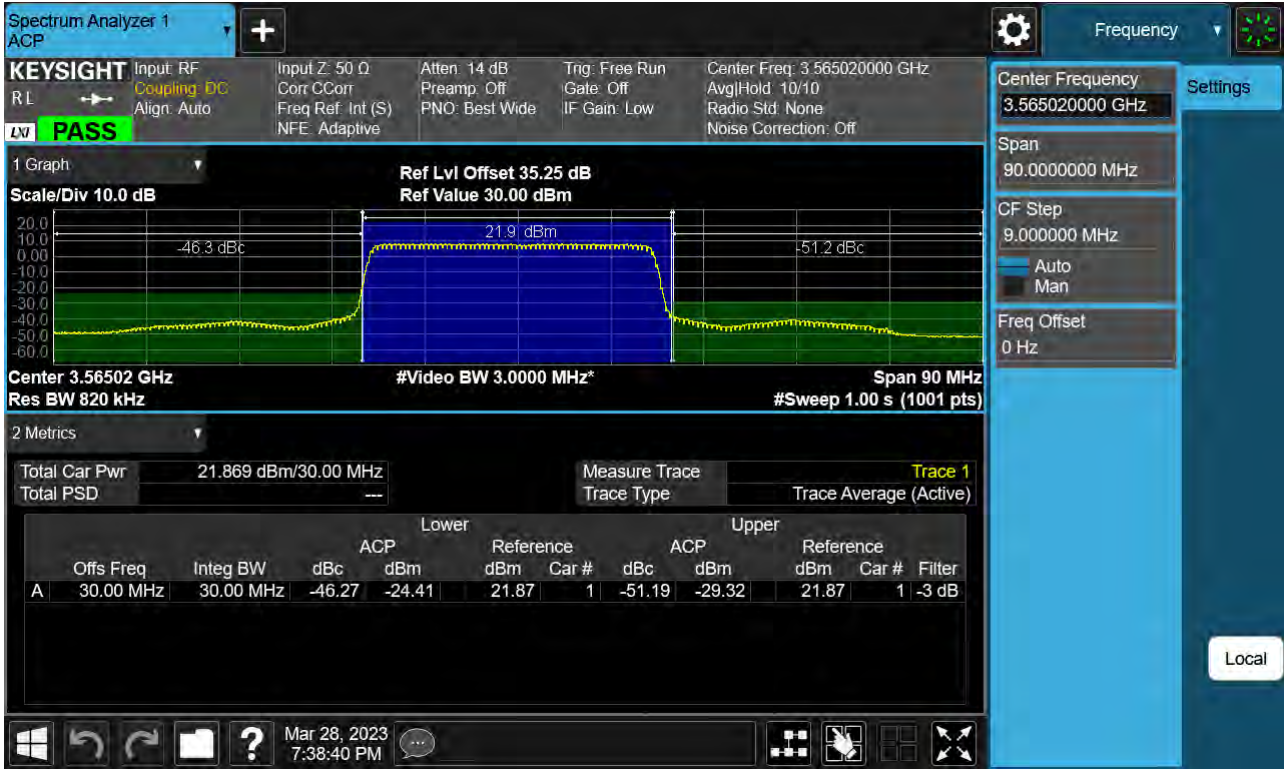 Spectrum Analyzer 1
ACP
Frequency
KEYSIGHT
RL
LXI
PASS
Input: RF
Coupling: DC
Align: Auto
Input Z: 50 Ω
Corr CCorr
Freq Ref: Int (S)
NFE: Adaptive
Atten: 14 dB
Preamp: Off
PNO: Best Wide
Trig: Free Run
Gate: Off
IF Gain: Low
Center Freq: 3.565020000 GHz
Avg|Hold: 10/10
Radio Std: None
Noise Correction: Off
1 Graph
Scale/Div 10.0 dB
Ref Lvl Offset 35.25 dB
Ref Value 30.00 dBm
20.0
10.0
0.00
-10.0
-20.0
-30.0
-40.0
-50.0
-60.0
-46.3 dBc
21.9 dBm
-51.2 dBc
Center 3.56502 GHz
#Video BW 3.0000 MHz*
Span 90 MHz
Res BW 820 kHz
#Sweep 1.00 s (1001 pts)
2 Metrics
Total Car Pwr 21.869 dBm/30.00 MHz
Total PSD ---
Measure Trace Trace 1
Trace Type Trace Average (Active)
Lower Upper
ACP Reference ACP Reference
Offs Freq Integ BW dBc dBm dBm Car # dBc dBm dBm Car # Filter
A 30.00 MHz 30.00 MHz -46.27 -24.41 21.87 1 -51.19 -29.32 21.87 1 -3 dB
Center Frequency
3.565020000 GHz
Span
90.0000000 MHz
CF Step
9.000000 MHz
Auto
Man
Freq Offset
0 Hz
Settings
Local
?
Mar 28, 2023
7:38:40 PM